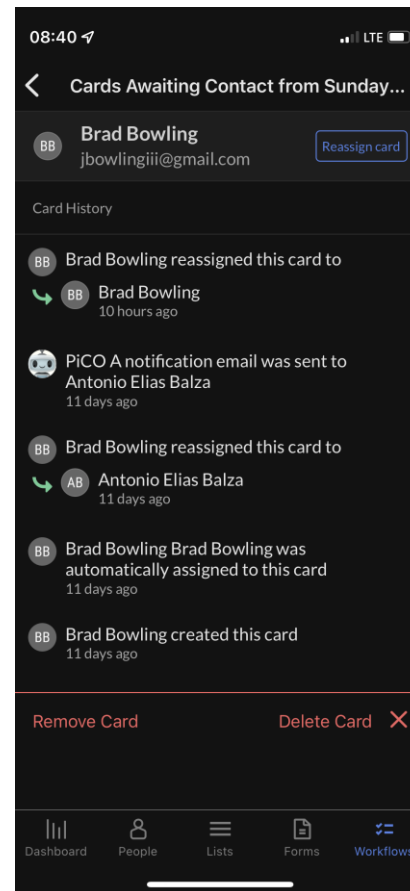 08:40
LTE
Cards Awaiting Contact from Sunday...
BB
Brad Bowling
jbowlingiii@gmail.com
Reassign card
Card History
BB
Brad Bowling reassigned this card to
BB
Brad Bowling
10 hours ago
PiCO A notification email was sent to
Antonio Elias Balza
11 days ago
BB
Brad Bowling reassigned this card to
AB
Antonio Elias Balza
11 days ago
BB
Brad Bowling Brad Bowling was
automatically assigned to this card
11 days ago
BB
Brad Bowling created this card
11 days ago
Remove Card
Delete Card
Dashboard
People
Lists
Forms
Workflows